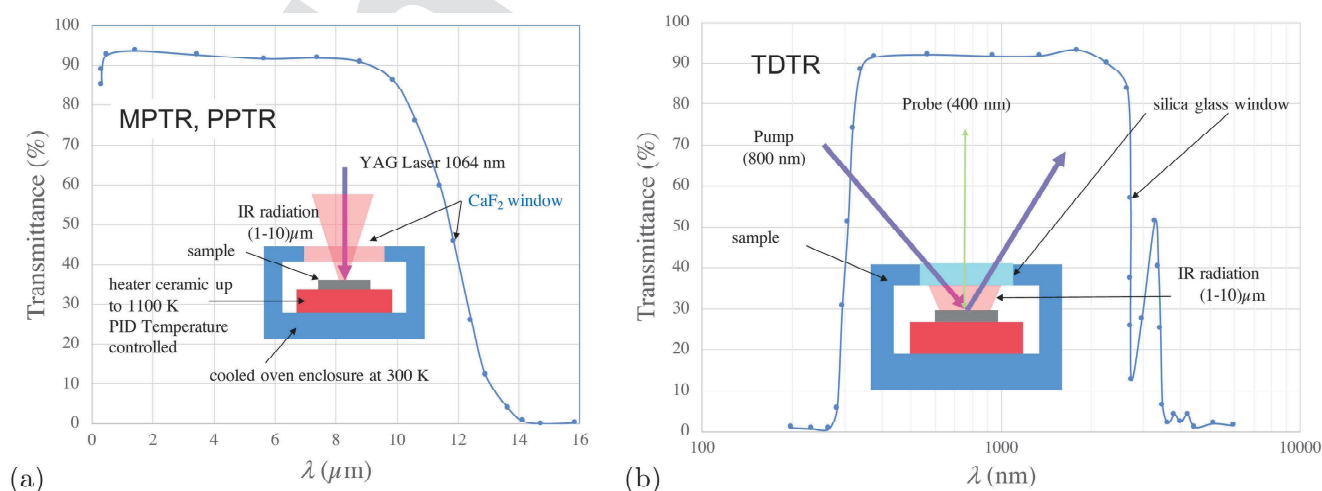 100
90
80
70
60
50
40
30
20
10
0
Transmittance (%)
MPTR, PPTR
YAG Laser 1064 nm
CaF₂ window
IR radiation
(1-10)µm
sample
heater ceramic up
to 1100 K
PID Temperature
controlled
cooled oven enclosure at 300 K
0 2 4 6 8 10 12 14 16
λ (µm)
(a)
100
90
80
70
60
50
40
30
20
10
0
Transmittance (%)
TDTR
Probe (400 nm)
silica glass window
Pump
(800 nm)
sample
IR radiation
(1-10)µm
100 1000 10000
λ (nm)
(b)